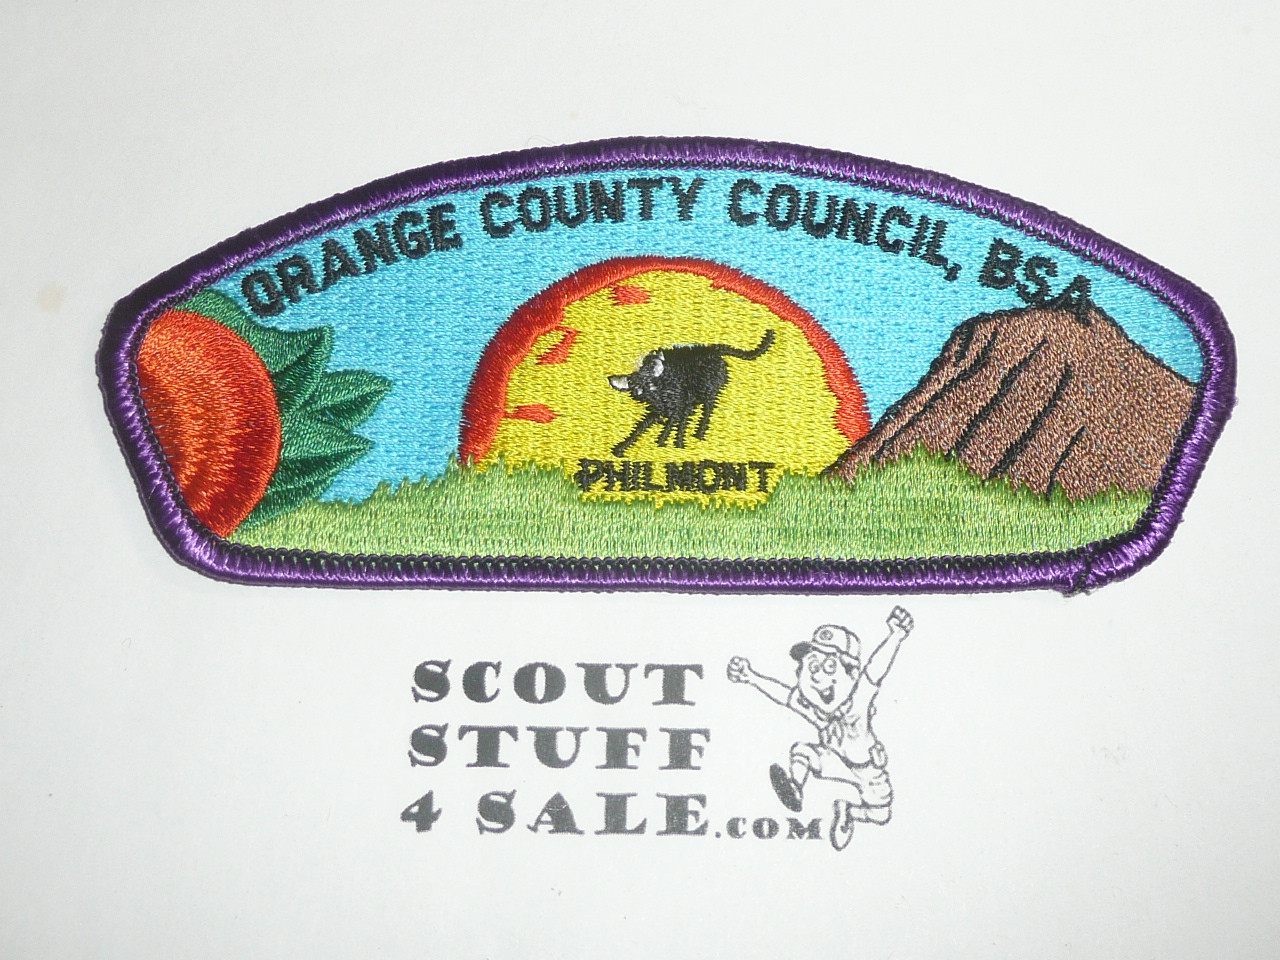 ORANGE COUNTY COUNCIL, BSA
PHILMONT
SCOUT
STUFF
4 SALE.COM